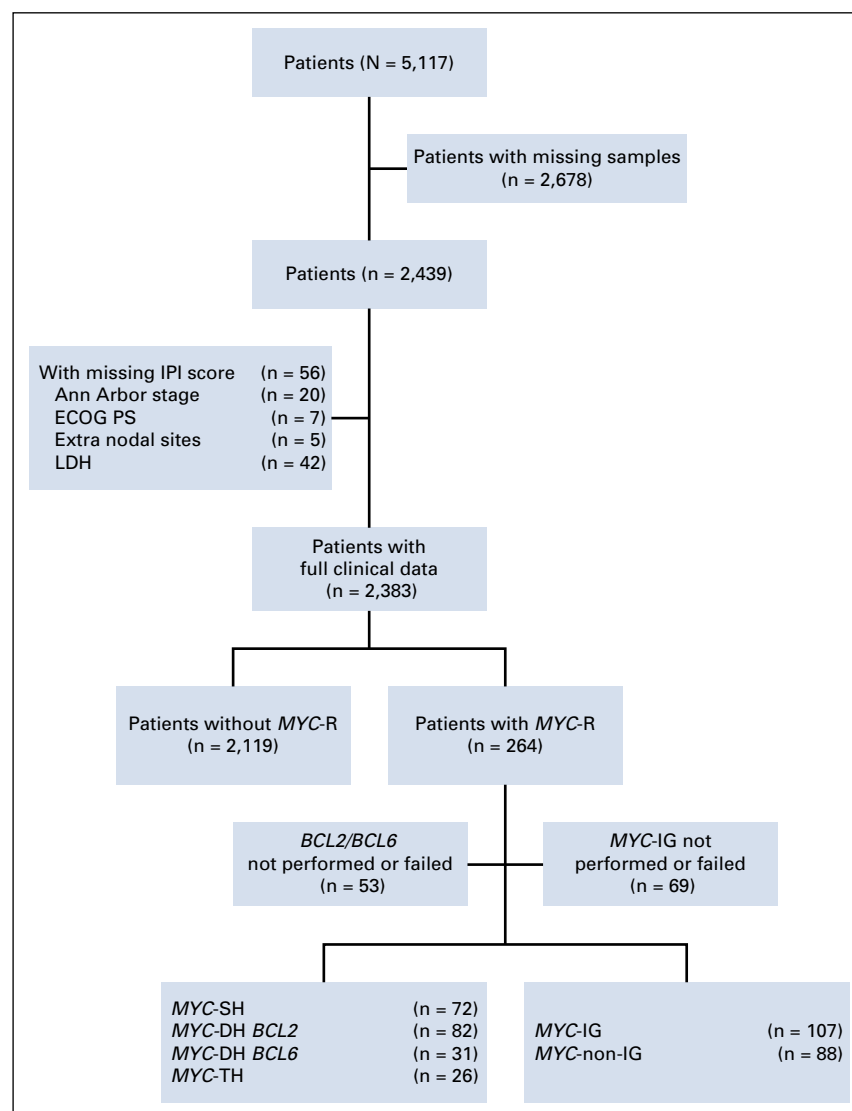 Patients (N = 5,117)
Patients with missing samples
(n = 2,678)
Patients (n = 2,439)
With missing IPI score (n = 56)
Ann Arbor stage (n = 20)
ECOG PS (n = 7)
Extra nodal sites (n = 5)
LDH (n = 42)
Patients with
full clinical data
(n = 2,383)
Patients without MYC-R
(n = 2,119)
Patients with MYC-R
(n = 264)
BCL2/BCL6
not performed or failed
(n = 53)
MYC-IG not
performed or failed
(n = 69)
MYC-SH (n = 72)
MYC-DH BCL2 (n = 82)
MYC-DH BCL6 (n = 31)
MYC-TH (n = 26)
MYC-IG (n = 107)
MYC-non-IG (n = 88)